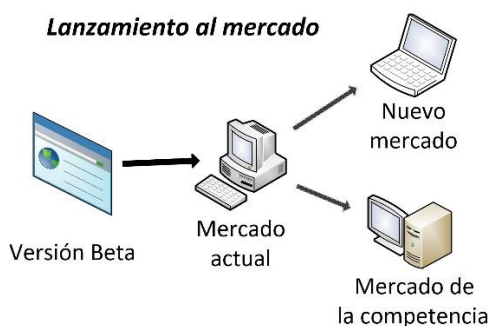 Lanzamiento al mercado
Nuevo
mercado
Versión Beta
Mercado
actual
Mercado de
la competencia